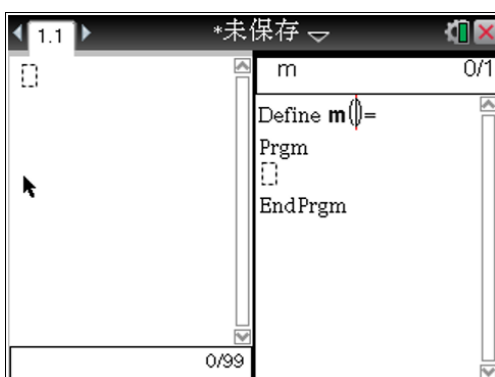 1.1
*未保存
m 0/1
Define m()=
Prgm
EndPrgm
0/99